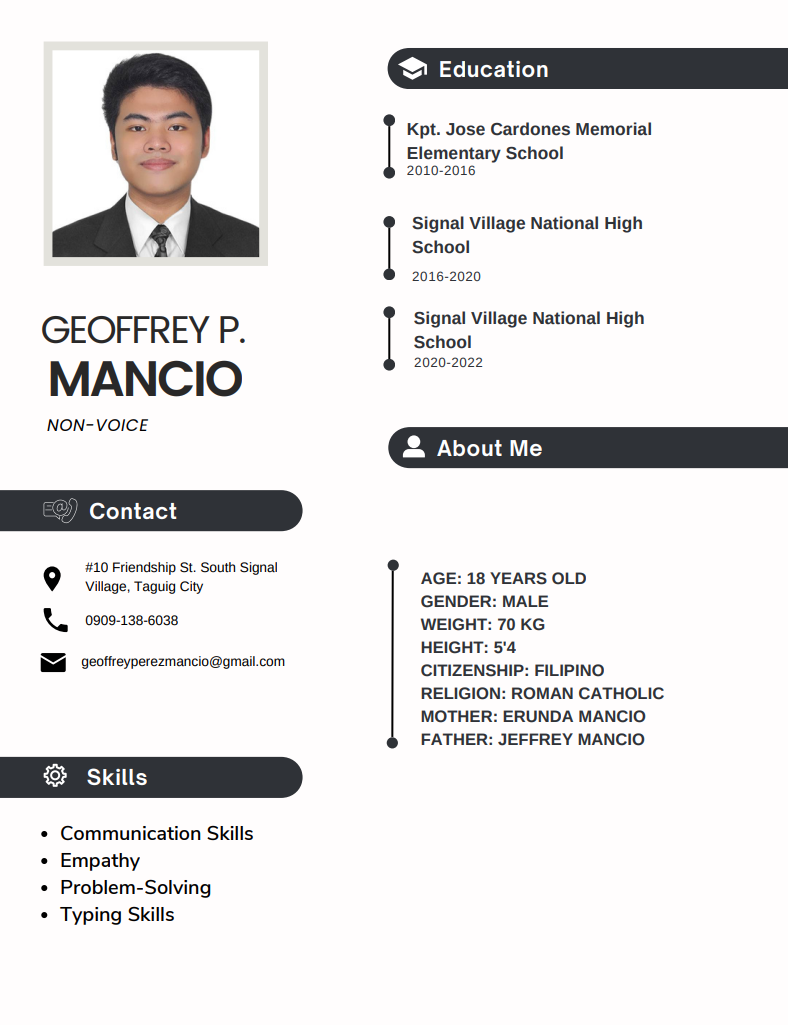 GEOFFREY P.
MANCIO
NON-VOICE
Contact
#10 Friendship St. South Signal
Village, Taguig City
0909-138-6038
geoffreyperezmancio@gmail.com
Skills
• Communication Skills
• Empathy
• Problem-Solving
• Typing Skills
Education
Kpt. Jose Cardones Memorial
Elementary School
2010-2016
Signal Village National High
School
2016-2020
Signal Village National High
School
2020-2022
About Me
AGE: 18 YEARS OLD
GENDER: MALE
WEIGHT: 70 KG
HEIGHT: 5'4
CITIZENSHIP: FILIPINO
RELIGION: ROMAN CATHOLIC
MOTHER: ERUNDA MANCIO
FATHER: JEFFREY MANCIO